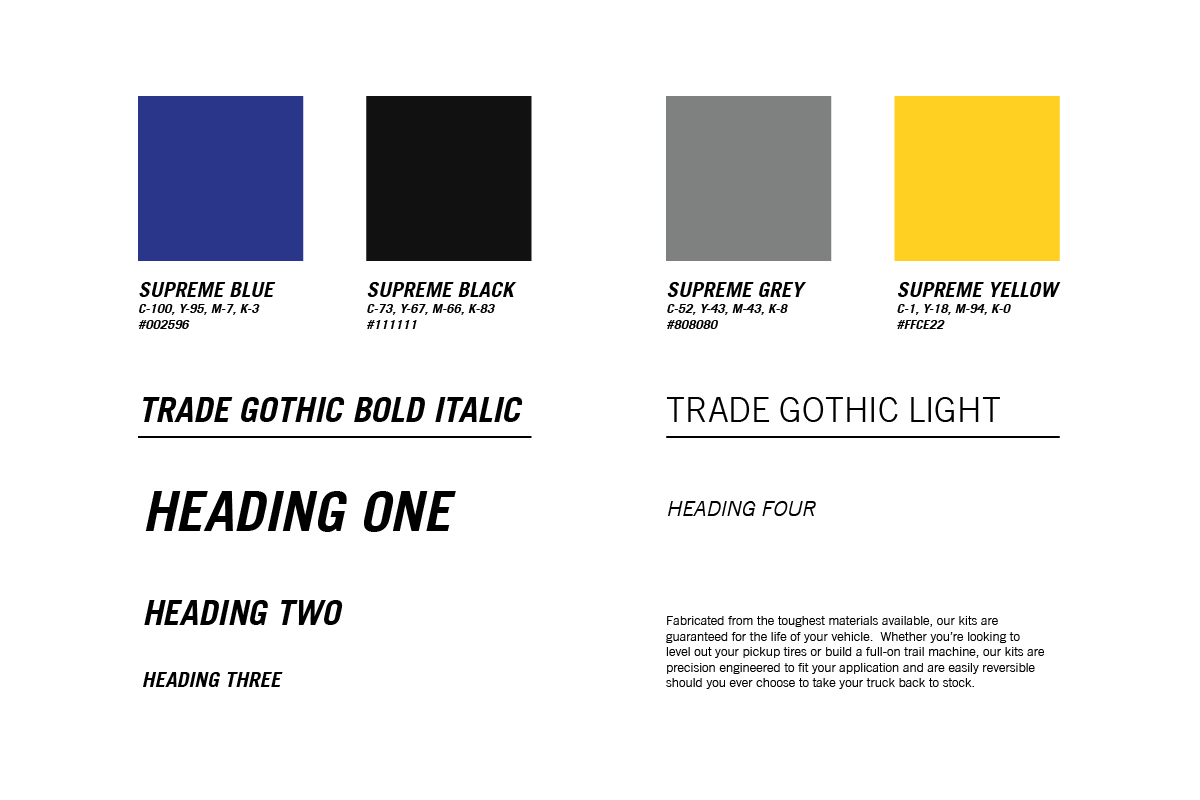 SUPREME BLUE
C-100, Y-95, M-7, K-3
#002596
SUPREME BLACK
C-73, Y-67, M-66, K-83
#111111
SUPREME GREY
C-52, Y-43, M-43, K-8
#808080
SUPREME YELLOW
C-1, Y-18, M-94, K-0
#FFCE22
TRADE GOTHIC BOLD ITALIC
HEADING ONE
HEADING TWO
HEADING THREE
TRADE GOTHIC LIGHT
HEADING FOUR
Fabricated from the toughest materials available, our kits are
guaranteed for the life of your vehicle.  Whether you’re looking to
level out your pickup tires or build a full-on trail machine, our kits are
precision engineered to fit your application and are easily reversible
should you ever choose to take your truck back to stock.